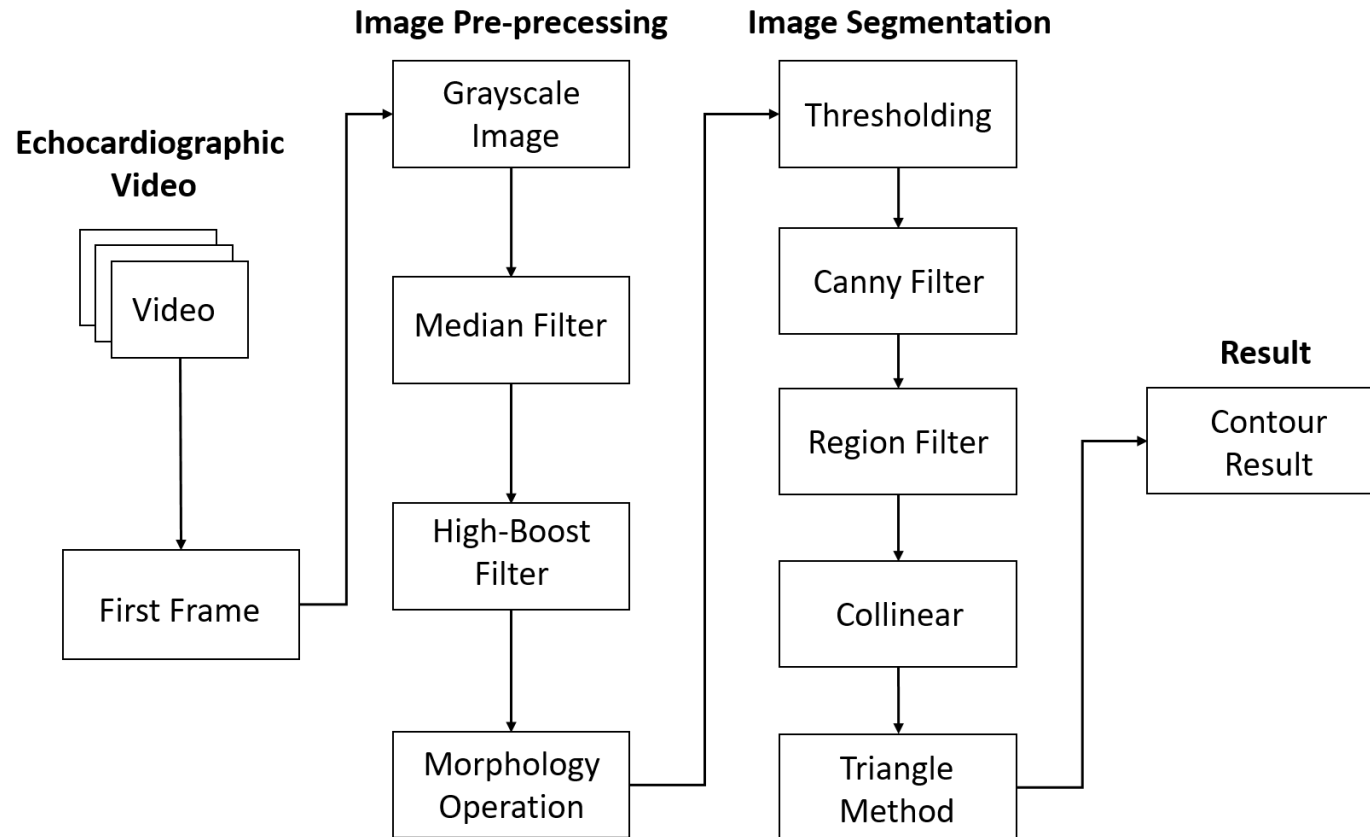 Echocardiographic
Video
Video
First Frame
Image Pre-precessing
Grayscale
Image
Median Filter
High-Boost
Filter
Morphology
Operation
Image Segmentation
Thresholding
Canny Filter
Region Filter
Collinear
Triangle
Method
Result
Contour
Result